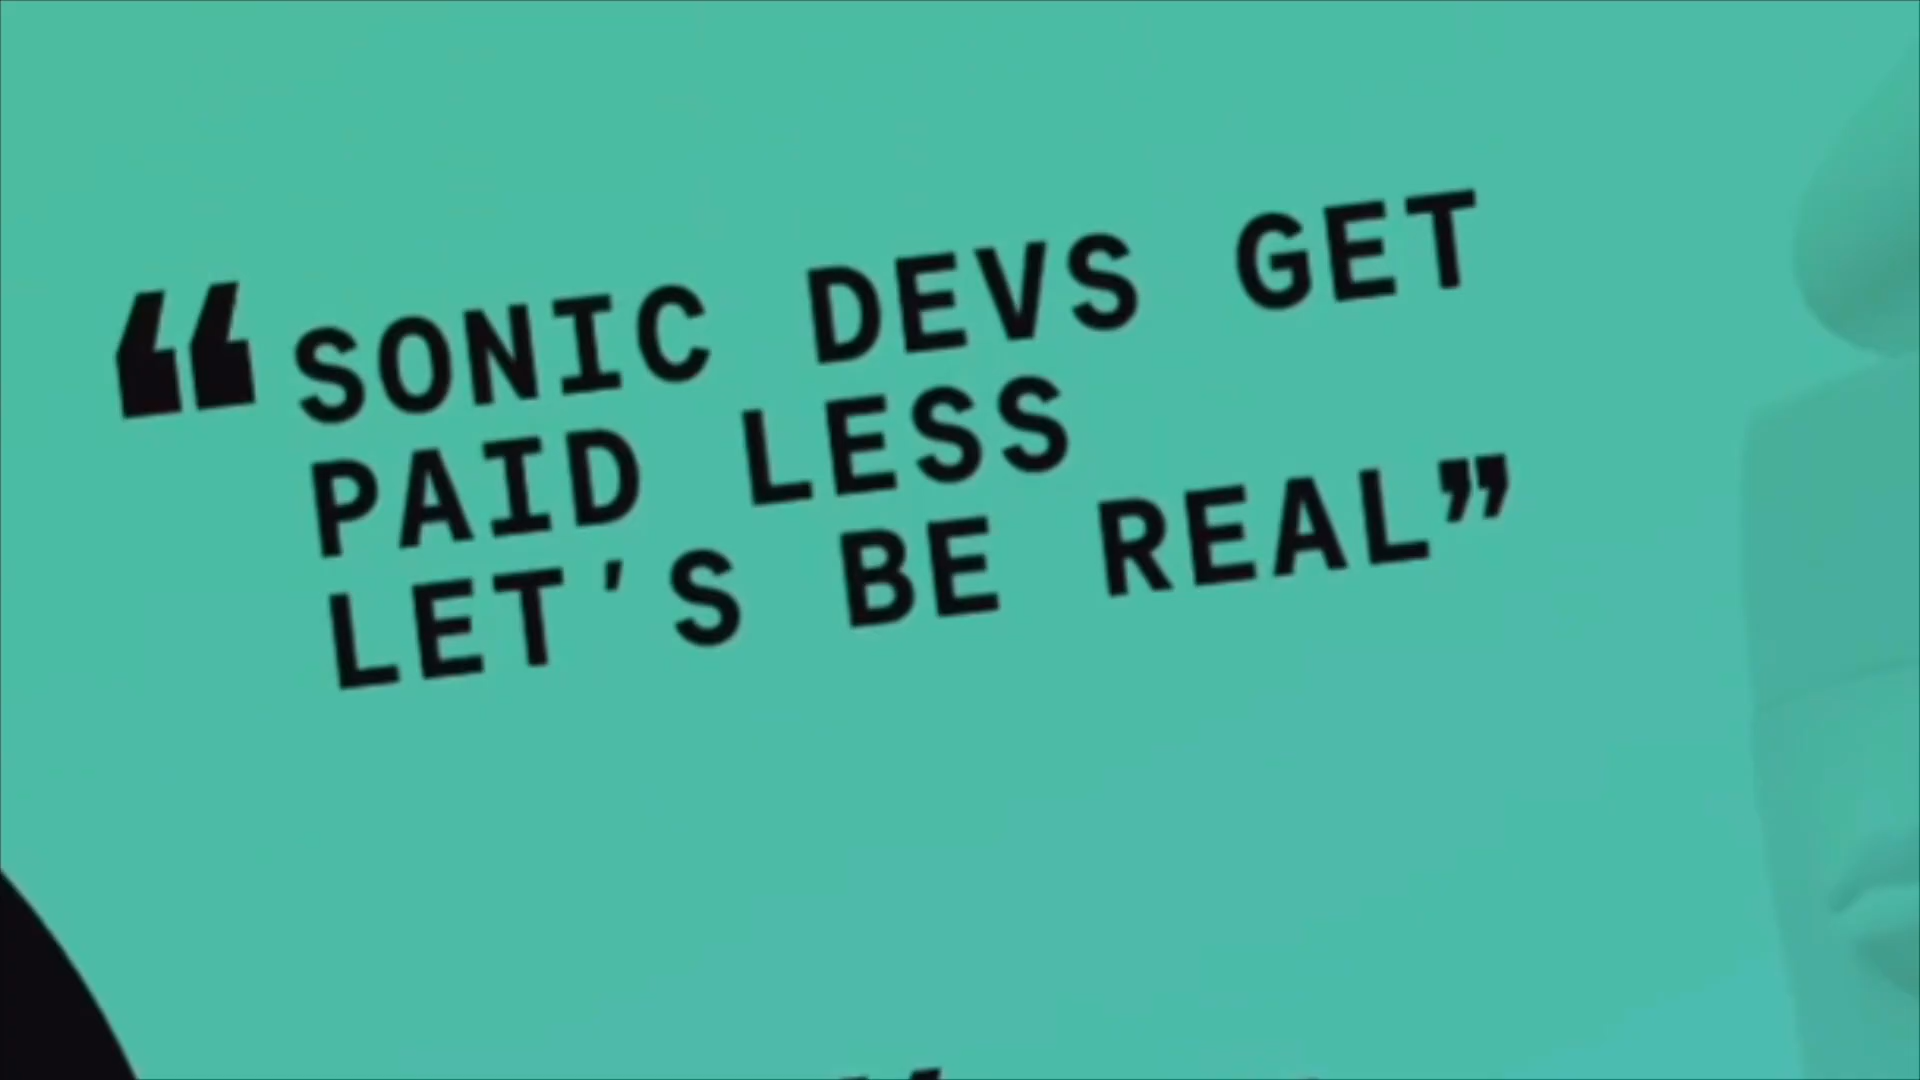 “SONIC DEVS GET
PAID LESS
LET'S BE REAL”